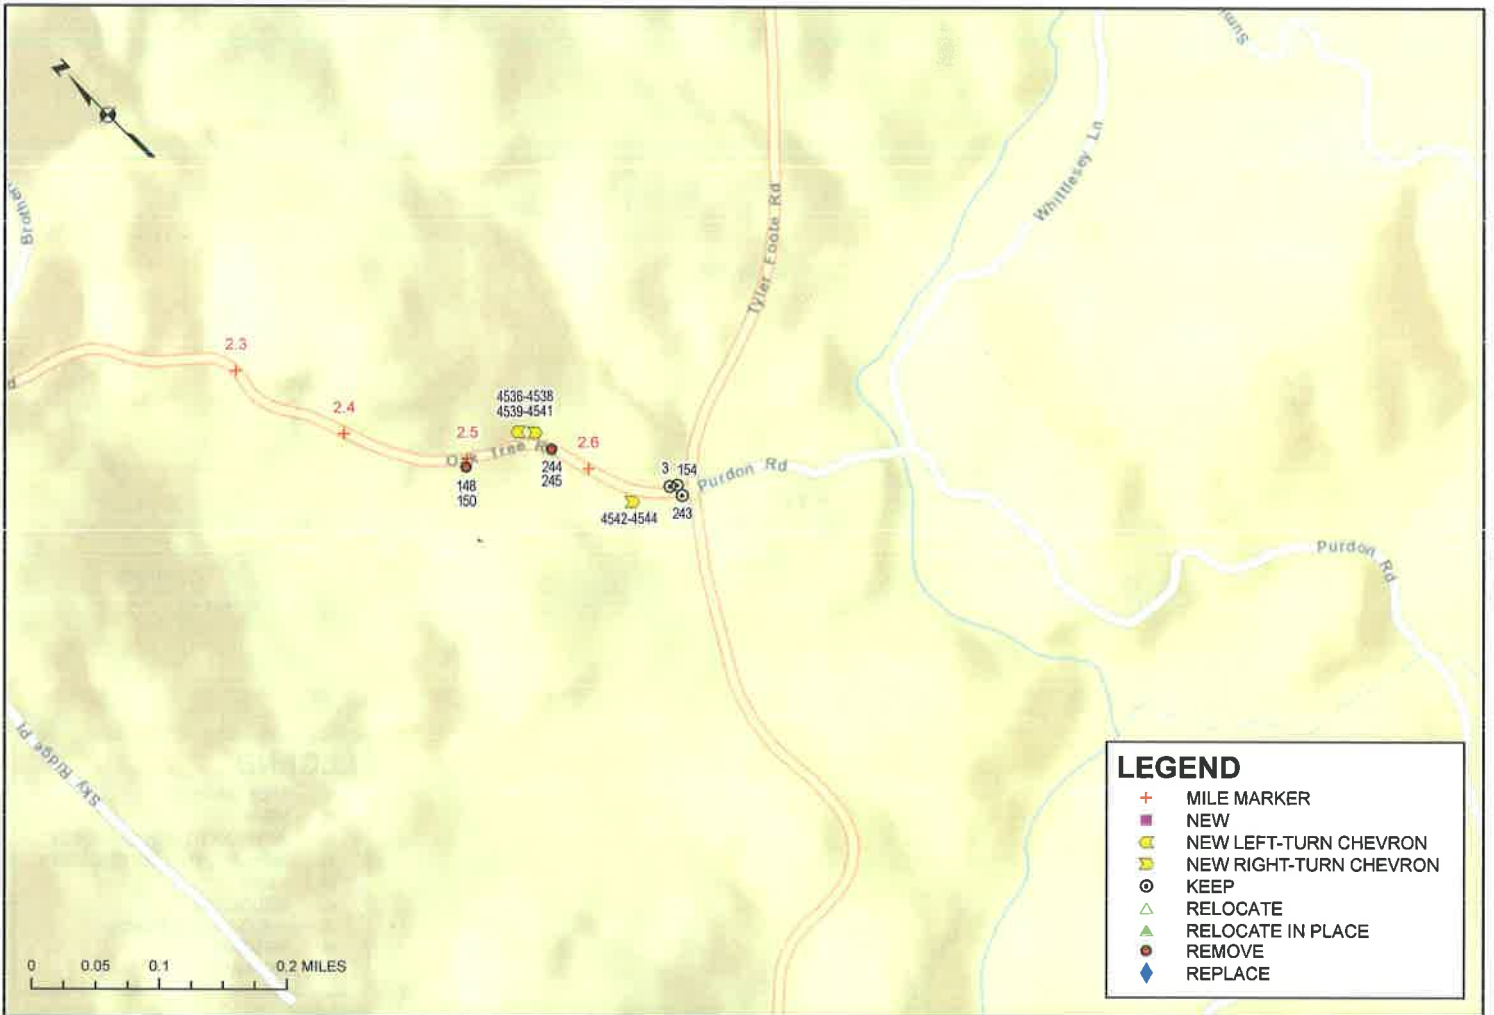 N
Whittlesey Ln
Brother
Tyler Foote Rd
2.3
4536-4538
4539-4541
2.4
2.5
2.6
Oak Tree R
244
245
148
150
3 154
Purdon Rd
243
4542-4544
Purdon Rd
Sky Ridge Pl
LEGEND
MILE MARKER
NEW
NEW LEFT-TURN CHEVRON
NEW RIGHT-TURN CHEVRON
KEEP
RELOCATE
RELOCATE IN PLACE
REMOVE
REPLACE
0 0.05 0.1 0.2 MILES